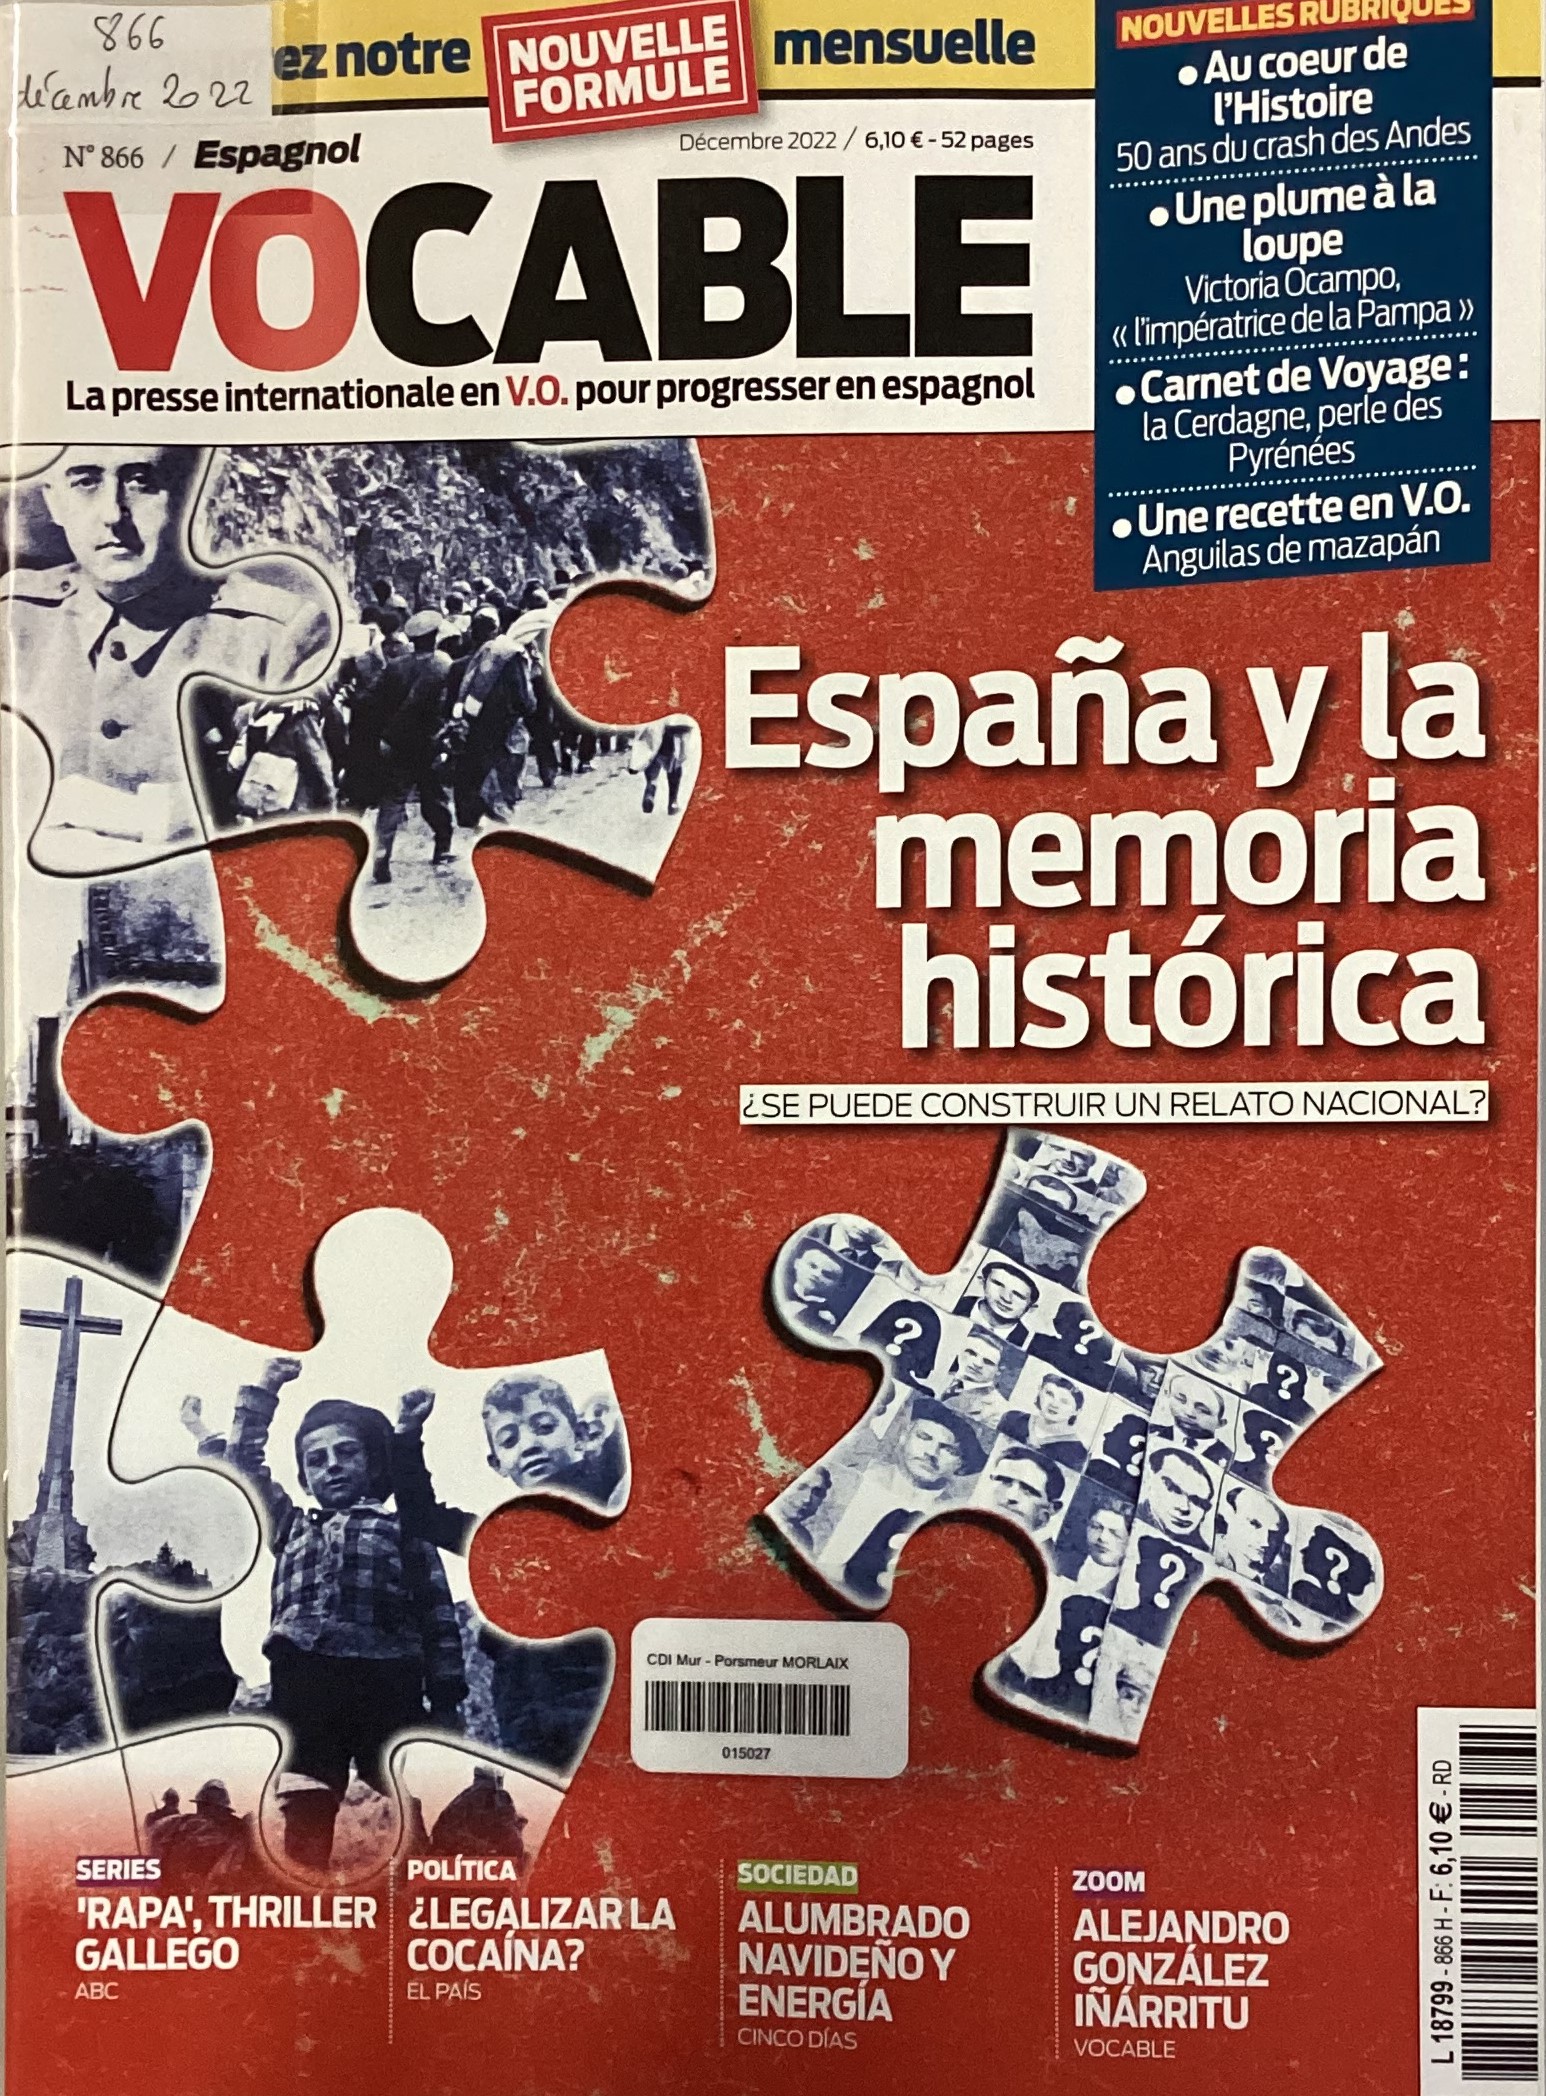 866
décembre 2022
ez notre
NOUVELLE
FORMULE
mensuelle
N° 866 / Espagnol
Décembre 2022 / 6,10 € - 52 pages
VOCABLE
La presse internationale en V.O. pour progresser en espagnol
NOUVELLES RUBRIQUES
• Au coeur de
l'Histoire
50 ans du crash des Andes
• Une plume à la
loupe
Victoria Ocampo,
« l'impératrice de la Pampa »
• Carnet de Voyage :
la Cerdagne, perle des
Pyrénées
• Une recette en V.O.
Anguilas de mazapán
España y la
memoria
histórica
¿SE PUEDE CONSTRUIR UN RELATO NACIONAL?
? ? ? ? ? ? ? ?
CDI Mur - Porsmeur MORLAIX
015027
SERIES
'RAPA', THRILLER
GALLEGO
ABC
POLÍTICA
¿LEGALIZAR LA
COCAÍNA?
EL PAÍS
SOCIEDAD
ALUMBRADO
NAVIDEÑO Y
ENERGÍA
CINCO DÍAS
ZOOM
ALEJANDRO
GONZÁLEZ
IÑÁRRITU
VOCABLE
L 18799 - 866 H - F: 6,10 € - RD